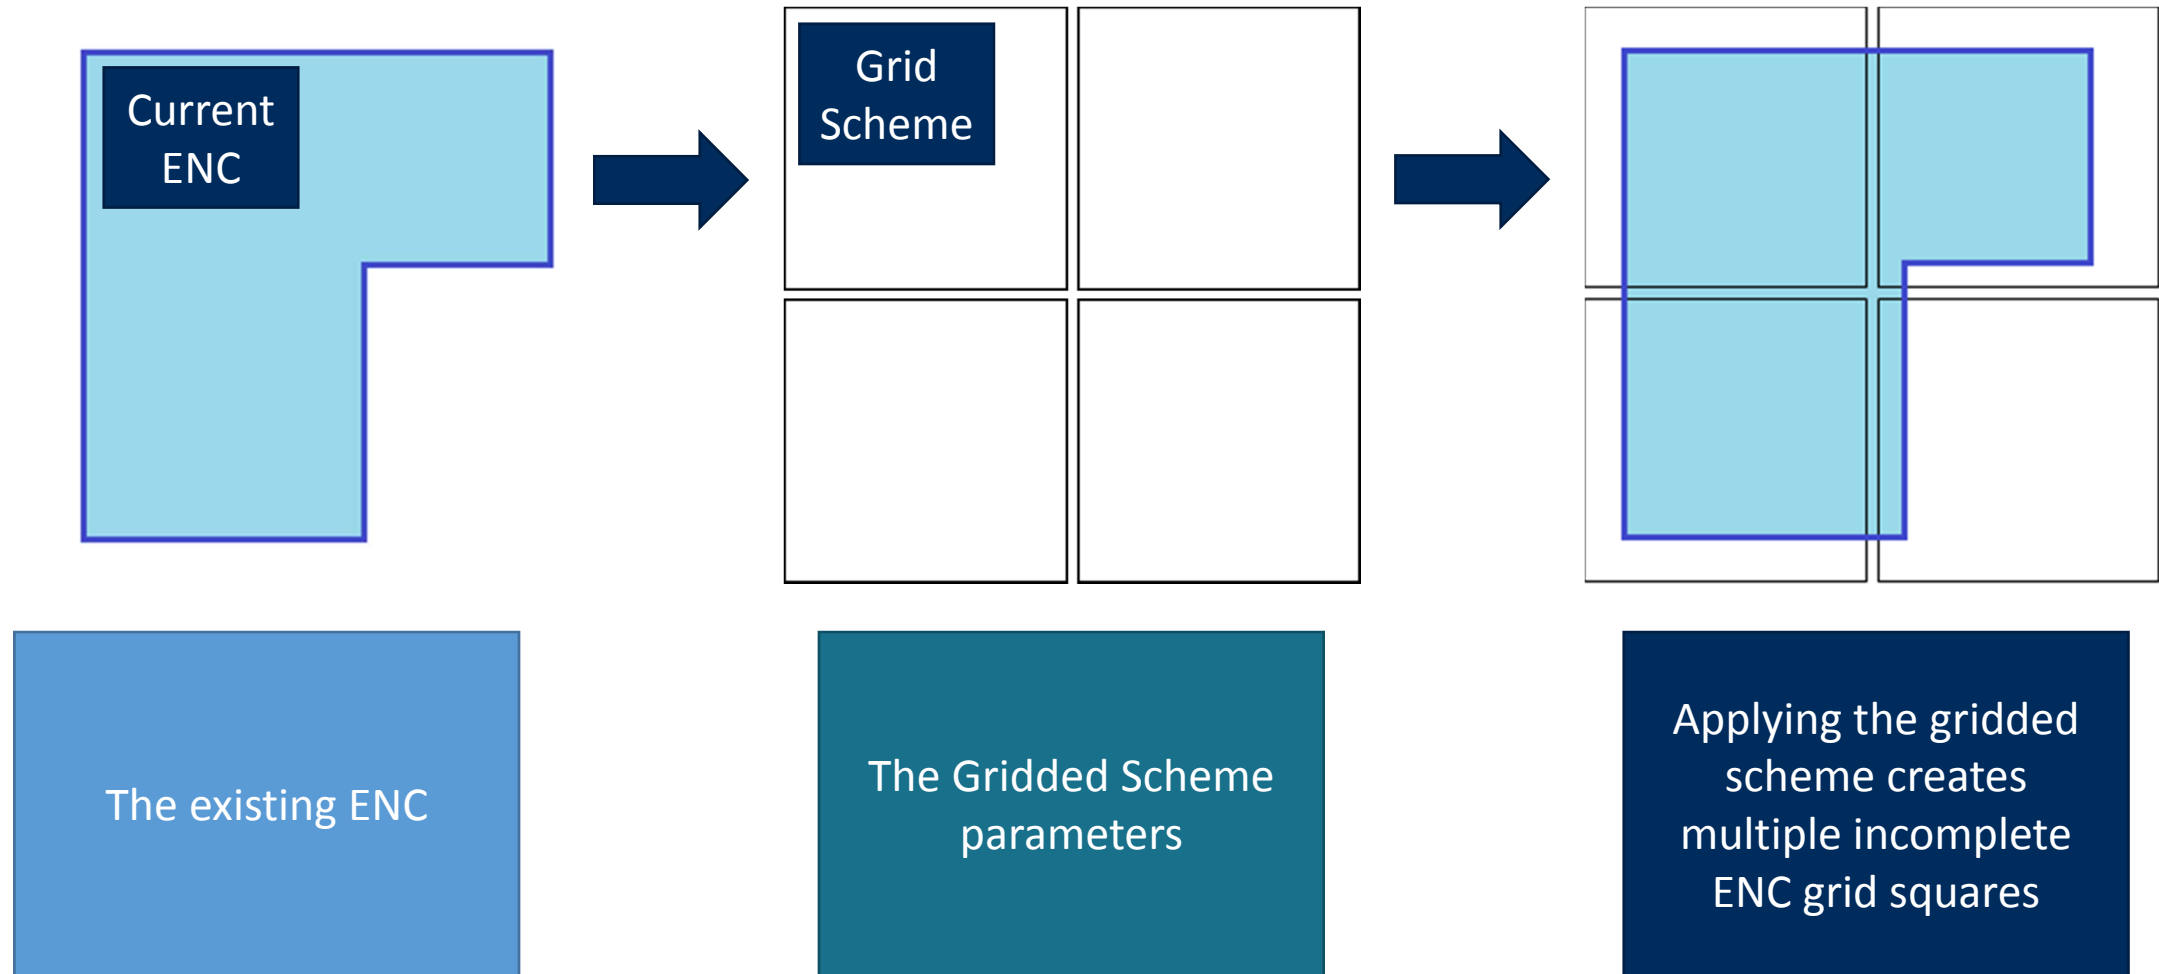 Current
ENC
Grid
Scheme
The existing ENC
The Gridded Scheme
parameters
Applying the gridded
scheme creates
multiple incomplete
ENC grid squares